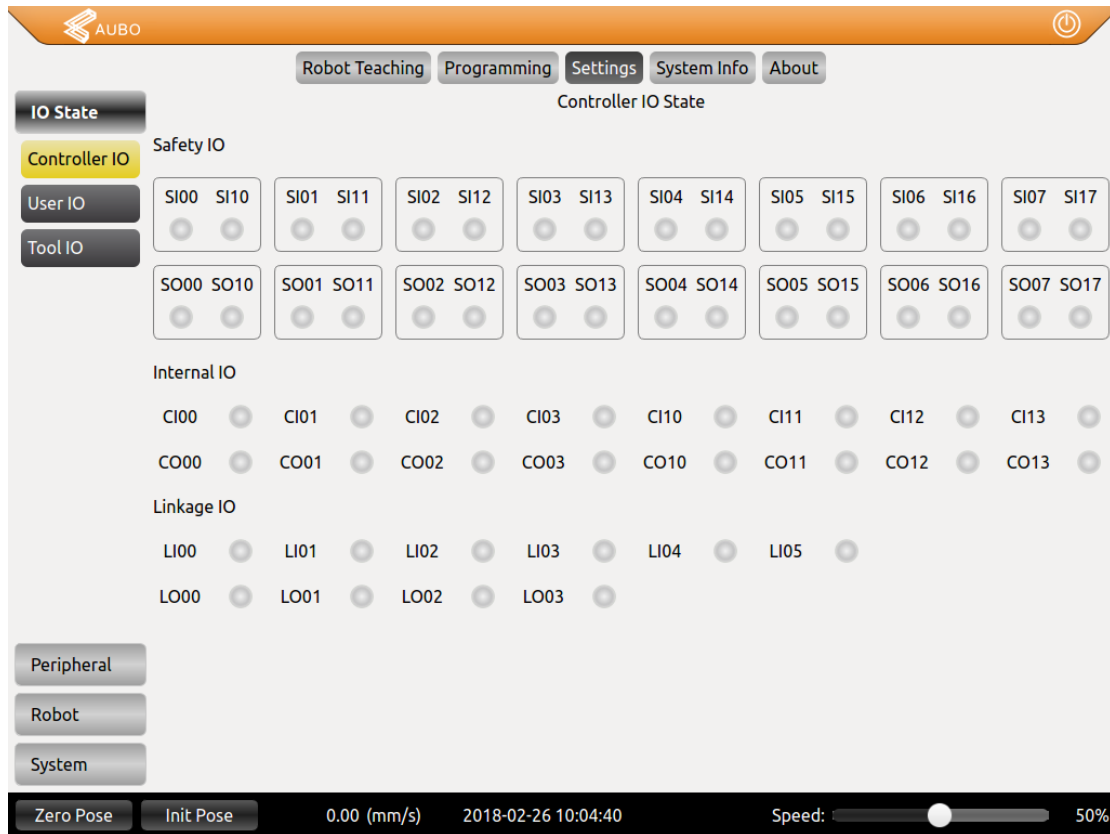 AUBO
Robot Teaching Programming Settings System Info About
IO State
Controller IO State
Controller IO
Safety IO
User IO
Tool IO
SI00 SI10 SI01 SI11 SI02 SI12 SI03 SI13 SI04 SI14 SI05 SI15 SI06 SI16 SI07 SI17
SO00 SO10 SO01 SO11 SO02 SO12 SO03 SO13 SO04 SO14 SO05 SO15 SO06 SO16 SO07 SO17
Internal IO
CI00 CI01 CI02 CI03 CI10 CI11 CI12 CI13
CO00 CO01 CO02 CO03 CO10 CO11 CO12 CO13
Linkage IO
LI00 LI01 LI02 LI03 LI04 LI05
LO00 LO01 LO02 LO03
Peripheral
Robot
System
Zero Pose Init Pose 0.00 (mm/s) 2018-02-26 10:04:40 Speed: 50%